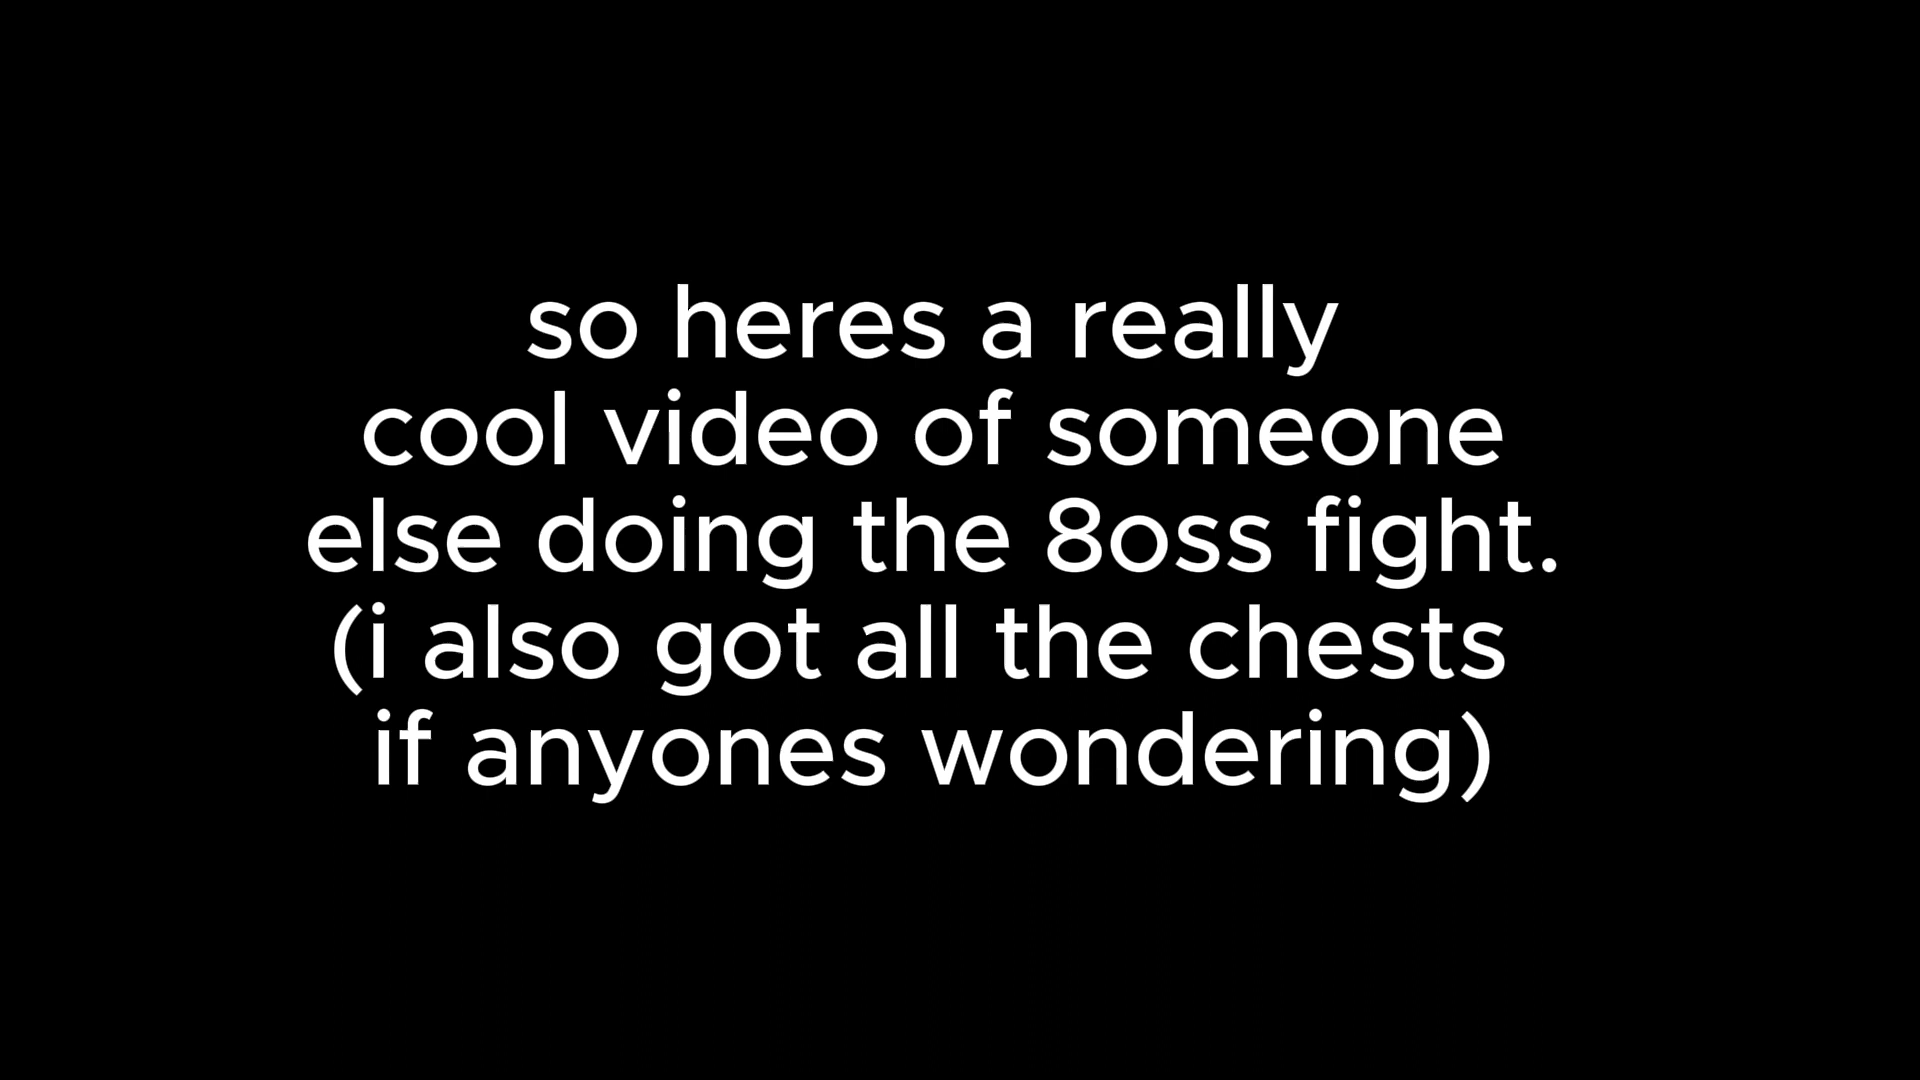 so heres a really
cool video of someone
else doing the 8oss fight.
(i also got all the chests
if anyones wondering)